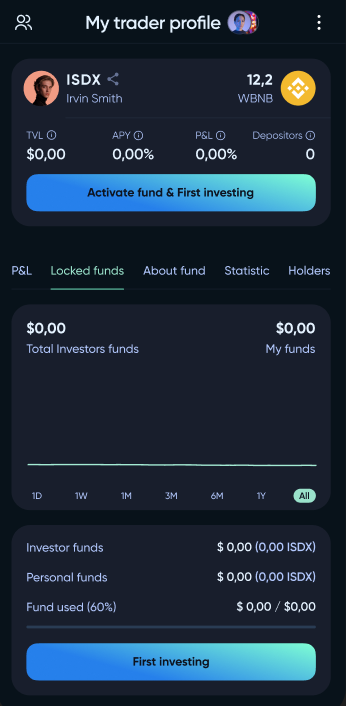 My trader profile
ISDX
Irvin Smith
12,2
WBNB
TVL APY P&L Depositors
$0,00 0,00% 0,00% 0
Activate fund & First investing
P&L Locked funds About fund Statistic Holders
$0,00 $0,00
Total Investors funds My funds
1D 1W 1M 3M 6M 1Y All
Investor funds $ 0,00 (0,00 ISDX)
Personal funds $ 0,00 (0,00 ISDX)
Fund used (60%) $ 0,00 / $0,00
First investing